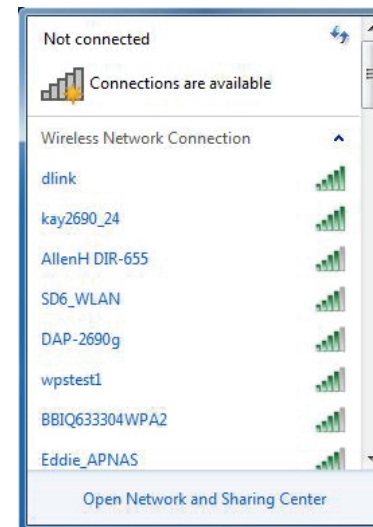 Not connected
Connections are available
Wireless Network Connection
dlink
kay2690_24
AllenH DIR-655
SD6_WLAN
DAP-2690g
wpstest1
BBIQ633304WPA2
Eddie_APNAS
Open Network and Sharing Center